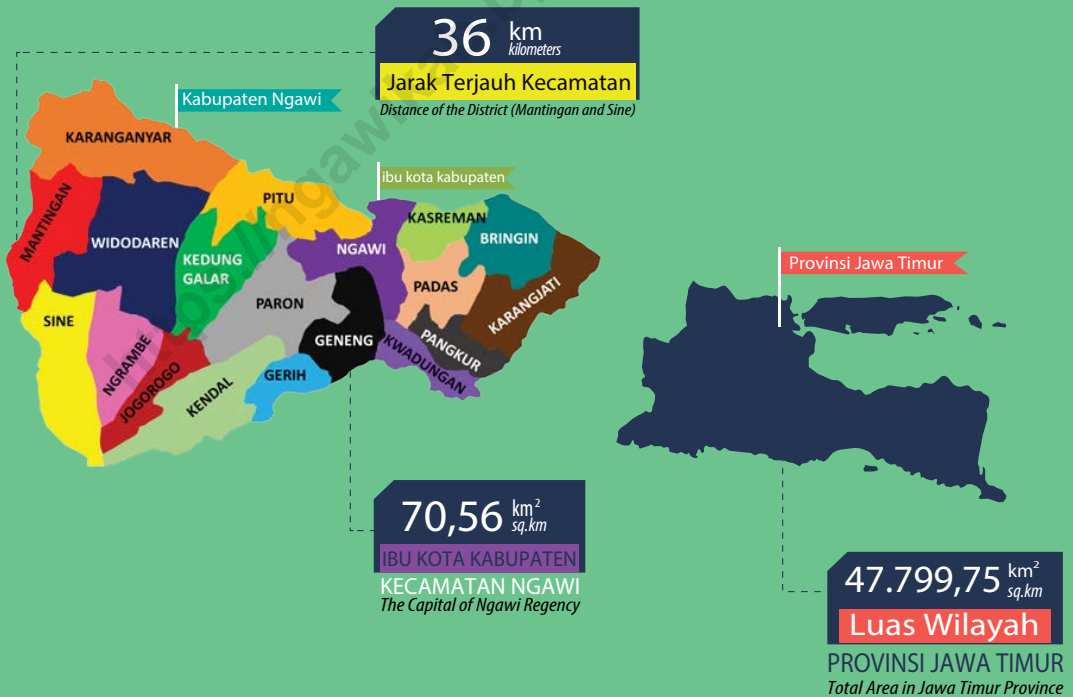 36 km
kilometers
Jarak Terjauh Kecamatan
Distance of the District (Mantingan and Sine)
Kabupaten Ngawi
ibu kota kabupaten
KARANGANYAR
MANTINGAN
WIDODAREN
PITU
KEDUNG
GALAR
NGAWI
KASREMAN
BRINGIN
PADAS
KARANGJATI
PARON
SINE
NGRAMBE
JOGOROGO
KENDAL
GERIH
GENENG
KWADUNGAN
PANGKUR
Provinsi Jawa Timur
70,56 km²
sq.km
IBU KOTA KABUPATEN
KECAMATAN NGAWI
The Capital of Ngawi Regency
47.799,75 km²
sq.km
Luas Wilayah
PROVINSI JAWA TIMUR
Total Area in Jawa Timur Province